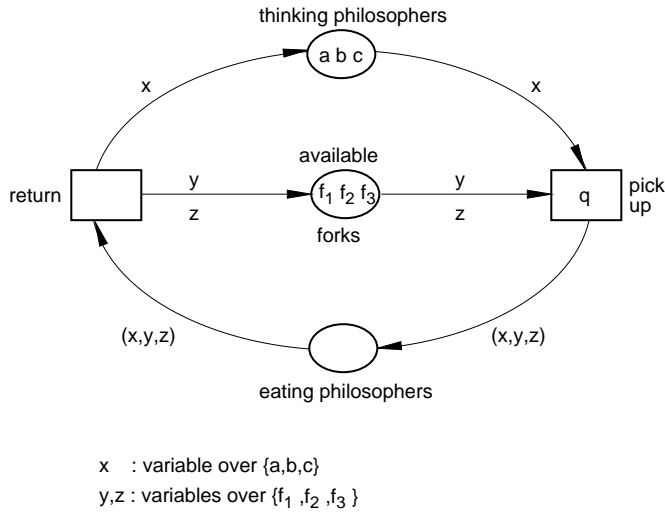 thinking philosophers
a b c
x
x
available
return
y
z
f₁ f₂ f₃
y
z
q
pick
up
forks
(x,y,z)
(x,y,z)
eating philosophers
x : variable over {a,b,c}
y,z : variables over {f₁ ,f₂ ,f₃ }